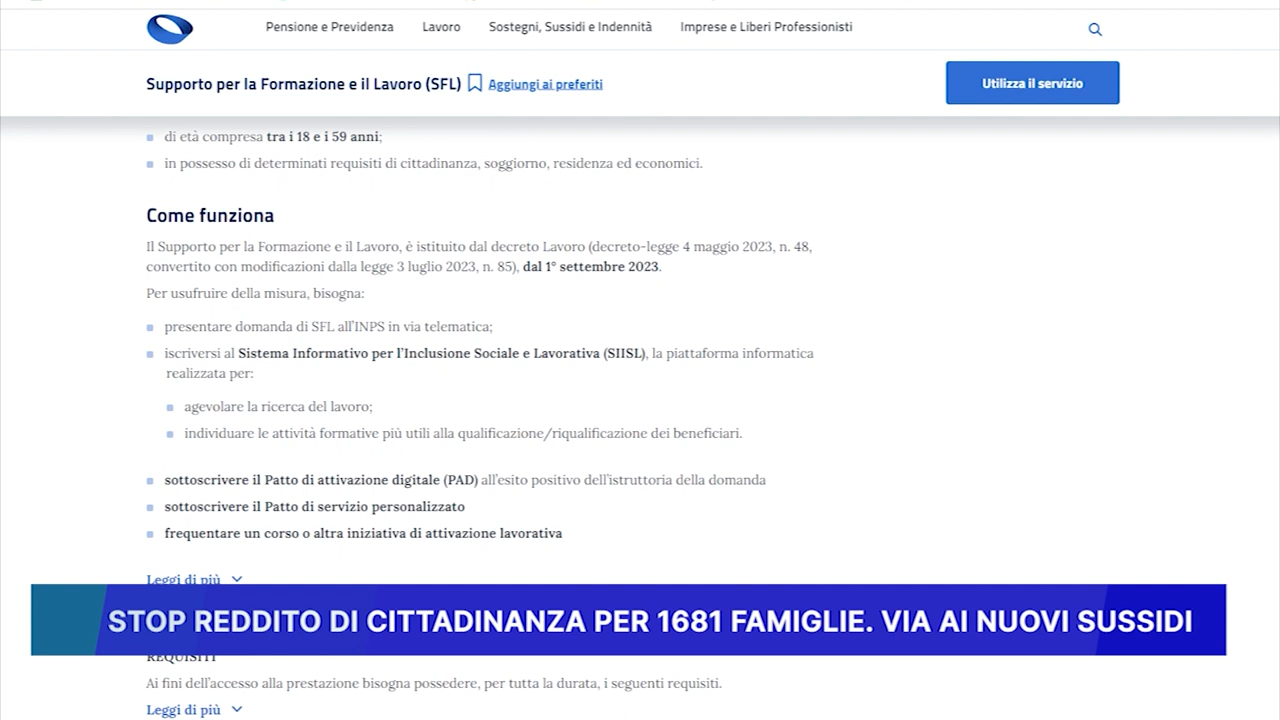 Pensione e Previdenza Lavoro Sostegni, Sussidi e Indennità Imprese e Liberi Professionisti
Supporto per la Formazione e il Lavoro (SFL) Aggiungi ai preferiti Utilizza il servizio
di età compresa tra i 18 e i 59 anni;
in possesso di determinati requisiti di cittadinanza, soggiorno, residenza ed economici.
Come funziona
Il Supporto per la Formazione e il Lavoro, è istituito dal decreto Lavoro (decreto-legge 4 maggio 2023, n. 48,
convertito con modificazioni dalla legge 3 luglio 2023, n. 85), dal 1° settembre 2023.
Per usufruire della misura, bisogna:
presentare domanda di SFL all'INPS in via telematica;
iscriversi al Sistema Informativo per l'Inclusione Sociale e Lavorativa (SIISL), la piattaforma informatica
realizzata per:
agevolare la ricerca del lavoro;
individuare le attività formative più utili alla qualificazione/riqualificazione dei beneficiari.
sottoscrivere il Patto di attivazione digitale (PAD) all'esito positivo dell'istruttoria della domanda
sottoscrivere il Patto di servizio personalizzato
frequentare un corso o altra iniziativa di attivazione lavorativa
Leggi di più
STOP REDDITO DI CITTADINANZA PER 1681 FAMIGLIE. VIA AI NUOVI SUSSIDI
REQUISITI
Ai fini dell'accesso alla prestazione bisogna possedere, per tutta la durata, i seguenti requisiti.
Leggi di più